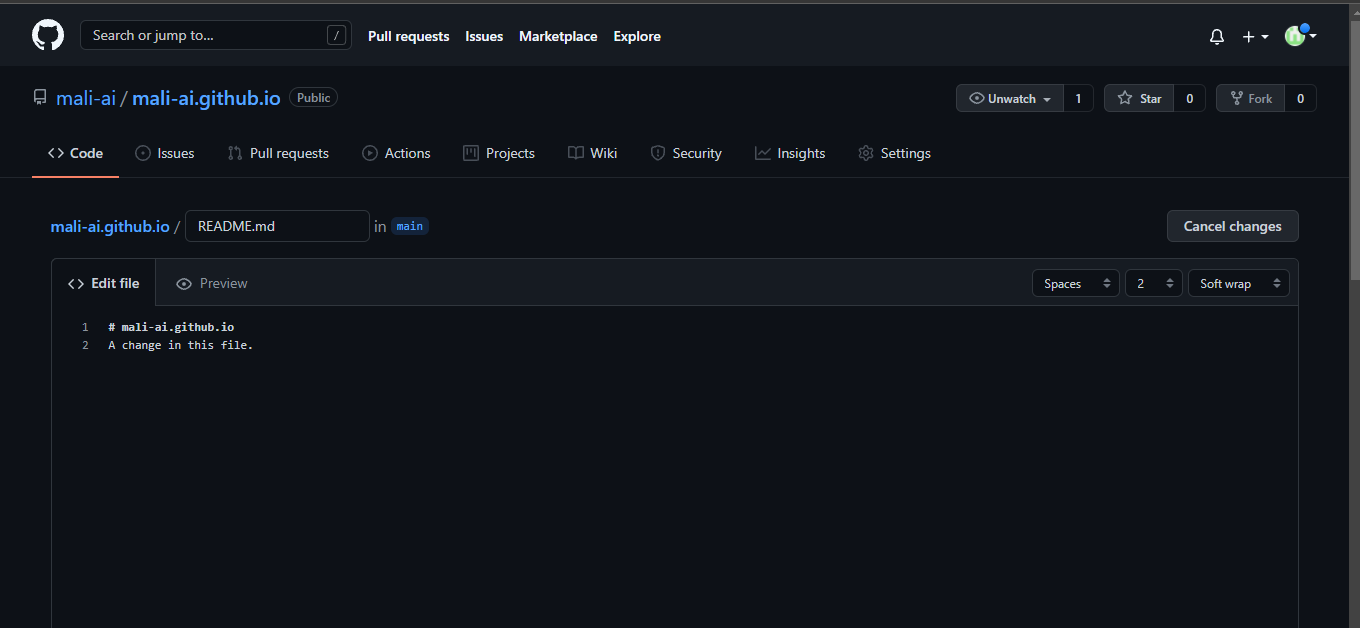 Search or jump to... /
Pull requests Issues Marketplace Explore
mali-ai / mali-ai.github.io Public
Unwatch 1 Star 0 Fork 0
<> Code Issues Pull requests Actions Projects Wiki Security Insights Settings
mali-ai.github.io / README.md in main Cancel changes
<> Edit file Preview Spaces 2 Soft wrap
1 # mali-ai.github.io
2 A change in this file.